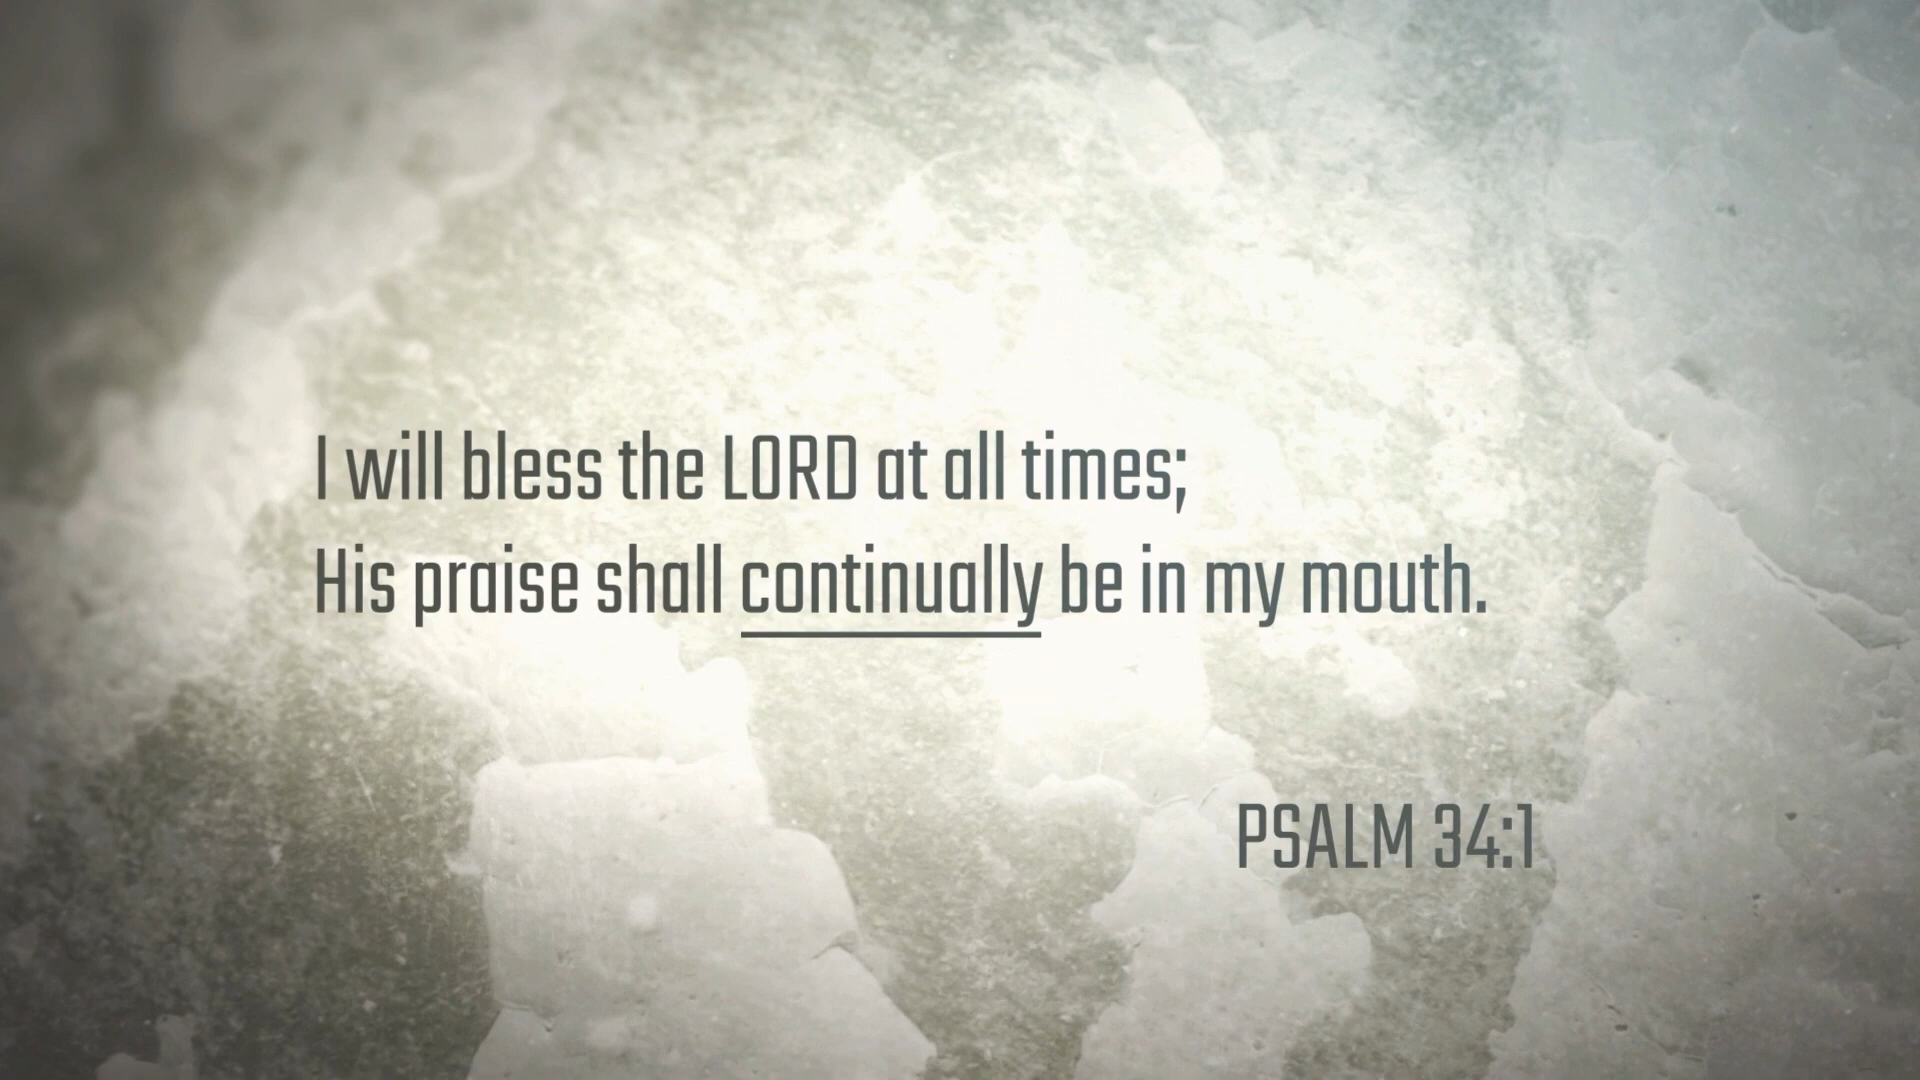 I will bless the LORD at all times;
His praise shall continually be in my mouth.
PSALM 34:1